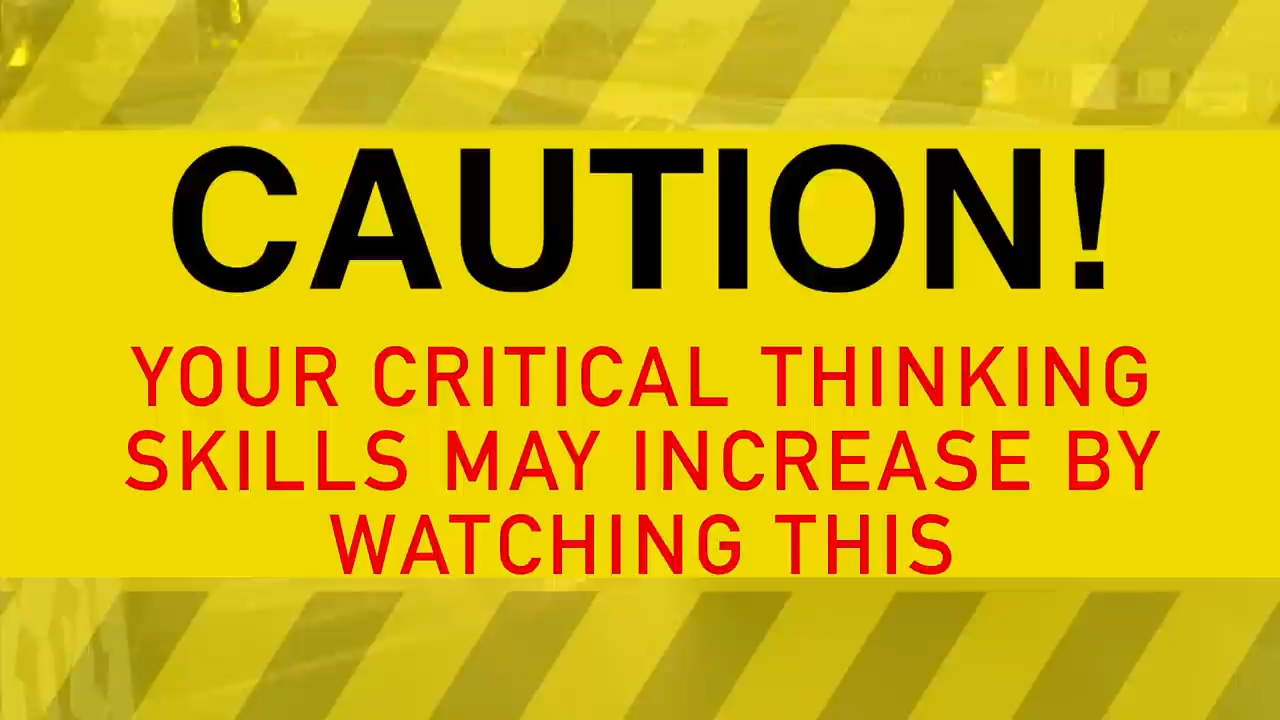 CAUTION!
YOUR CRITICAL THINKING
SKILLS MAY INCREASE BY
WATCHING THIS